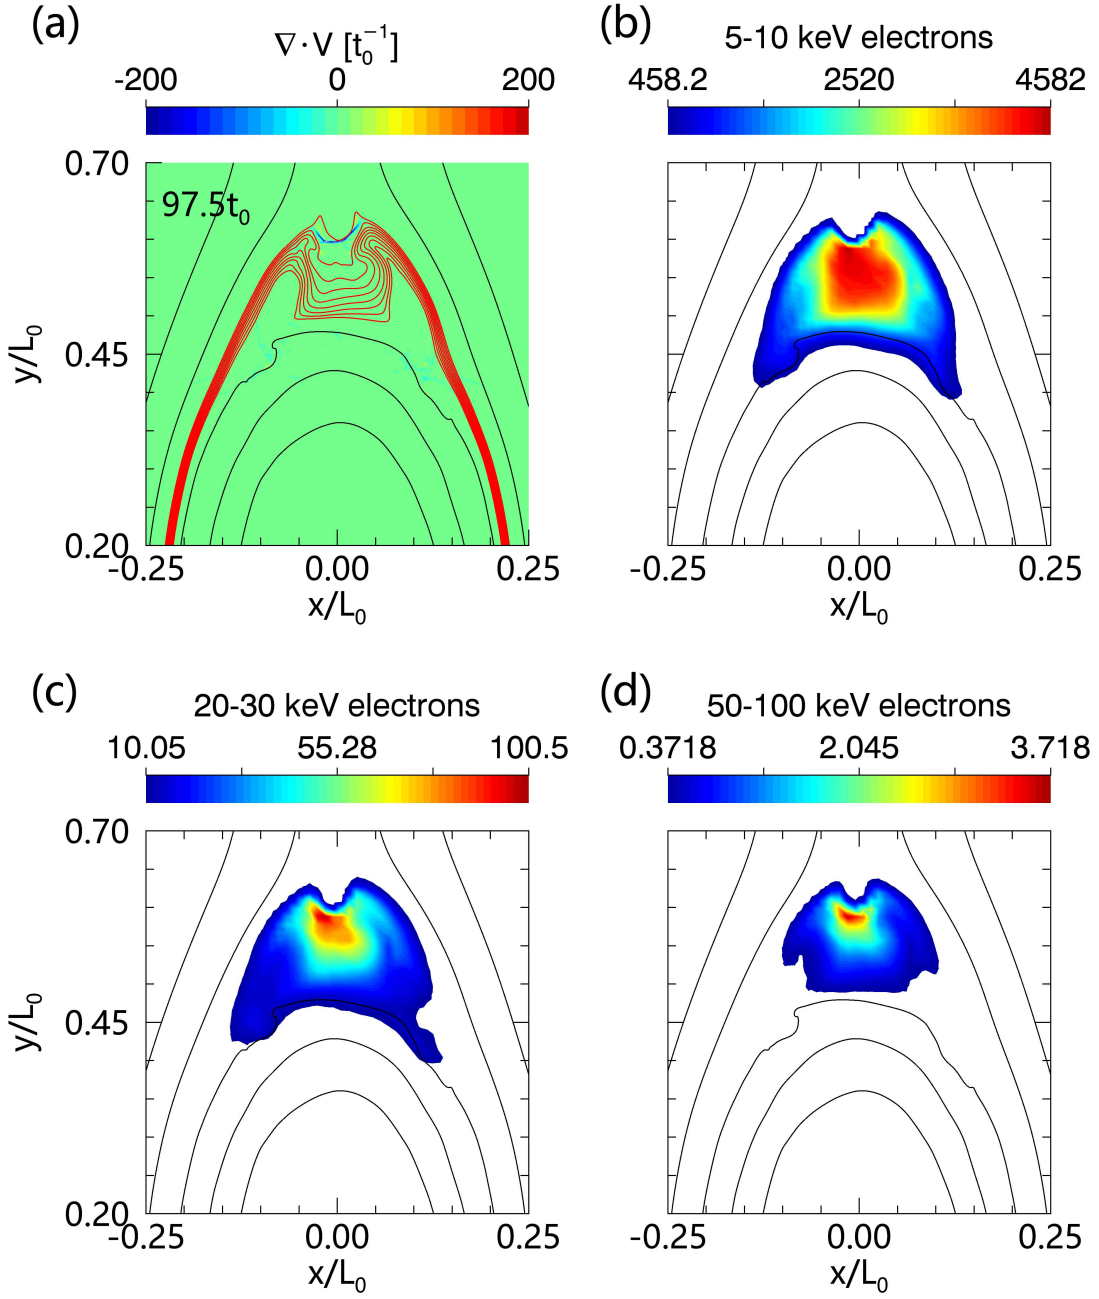 (a)
∇·V [t₀⁻¹]
-200 0 200
0.70
97.5t₀
y/L₀
0.45
0.20
-0.25 0.00 0.25
x/L₀
(b)
5-10 keV electrons
458.2 2520 4582
-0.25 0.00 0.25
x/L₀
(c)
20-30 keV electrons
10.05 55.28 100.5
0.70
y/L₀
0.45
0.20
-0.25 0.00 0.25
x/L₀
(d)
50-100 keV electrons
0.3718 2.045 3.718
-0.25 0.00 0.25
x/L₀